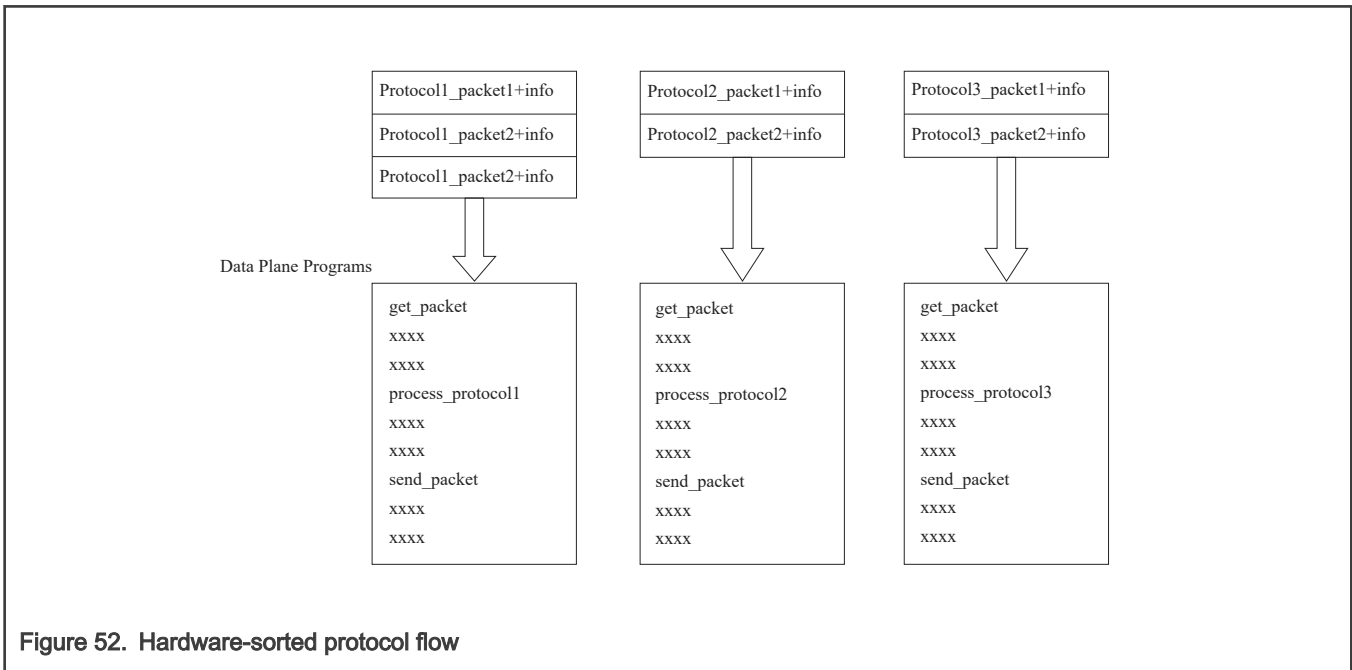 Protocol1_packet1+info
Protocol1_packet2+info
Protocol1_packet2+info
Protocol2_packet1+info
Protocol2_packet2+info
Protocol3_packet1+info
Protocol3_packet2+info
Data Plane Programs
get_packet
xxxx
xxxx
process_protocol1
xxxx
xxxx
send_packet
xxxx
xxxx
get_packet
xxxx
xxxx
process_protocol2
xxxx
xxxx
send_packet
xxxx
xxxx
get_packet
xxxx
xxxx
process_protocol3
xxxx
xxxx
send_packet
xxxx
xxxx
Figure 52. Hardware-sorted protocol flow